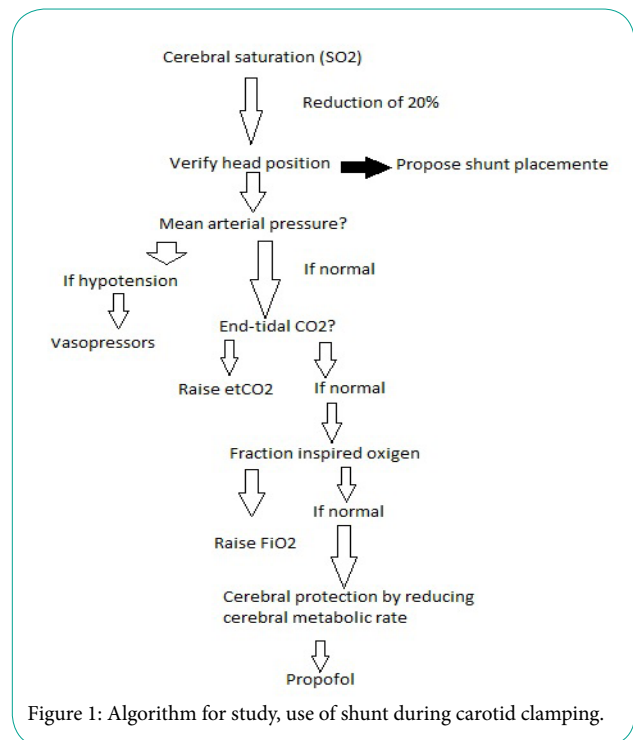 Cerebral saturation (SO2)
Reduction of 20%
Verify head position
Propose shunt placemente
Mean arterial pressure?
If hypotension
If normal
Vasopressors
End-tidal CO2?
Raise etCO2
If normal
Fraction inspired oxigen
If normal
Raise FiO2
Cerebral protection by reducing
cerebral metabolic rate
Propofol
Figure 1: Algorithm for study, use of shunt during carotid clamping.